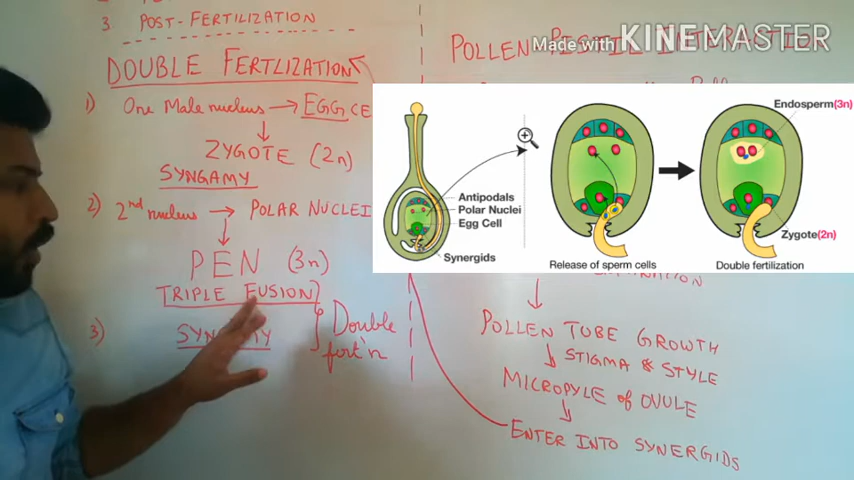 3. POST-FERTILIZATION
DOUBLE FERTLIZATION
1) One Male nucleus → EGG CE
ZYGOTE (2n)
SYNGAMY
2) 2nd nucleus → POLAR NUCLEI
PEN (3n)
TRIPLE FUSION
3) SYNGAMY
Double
fert'n
POLLEN PISTIL INTERACTION
Made with KINEMASTER
Antipodals
Polar Nuclei
Egg Cell
Synergids
Release of sperm cells
Endosperm(3n)
Zygote(2n)
Double fertilization
POLLEN TUBE GROWTH
STIGMA & STYLE
MICROPYLE of OVULE
ENTER INTO SYNERGIDS